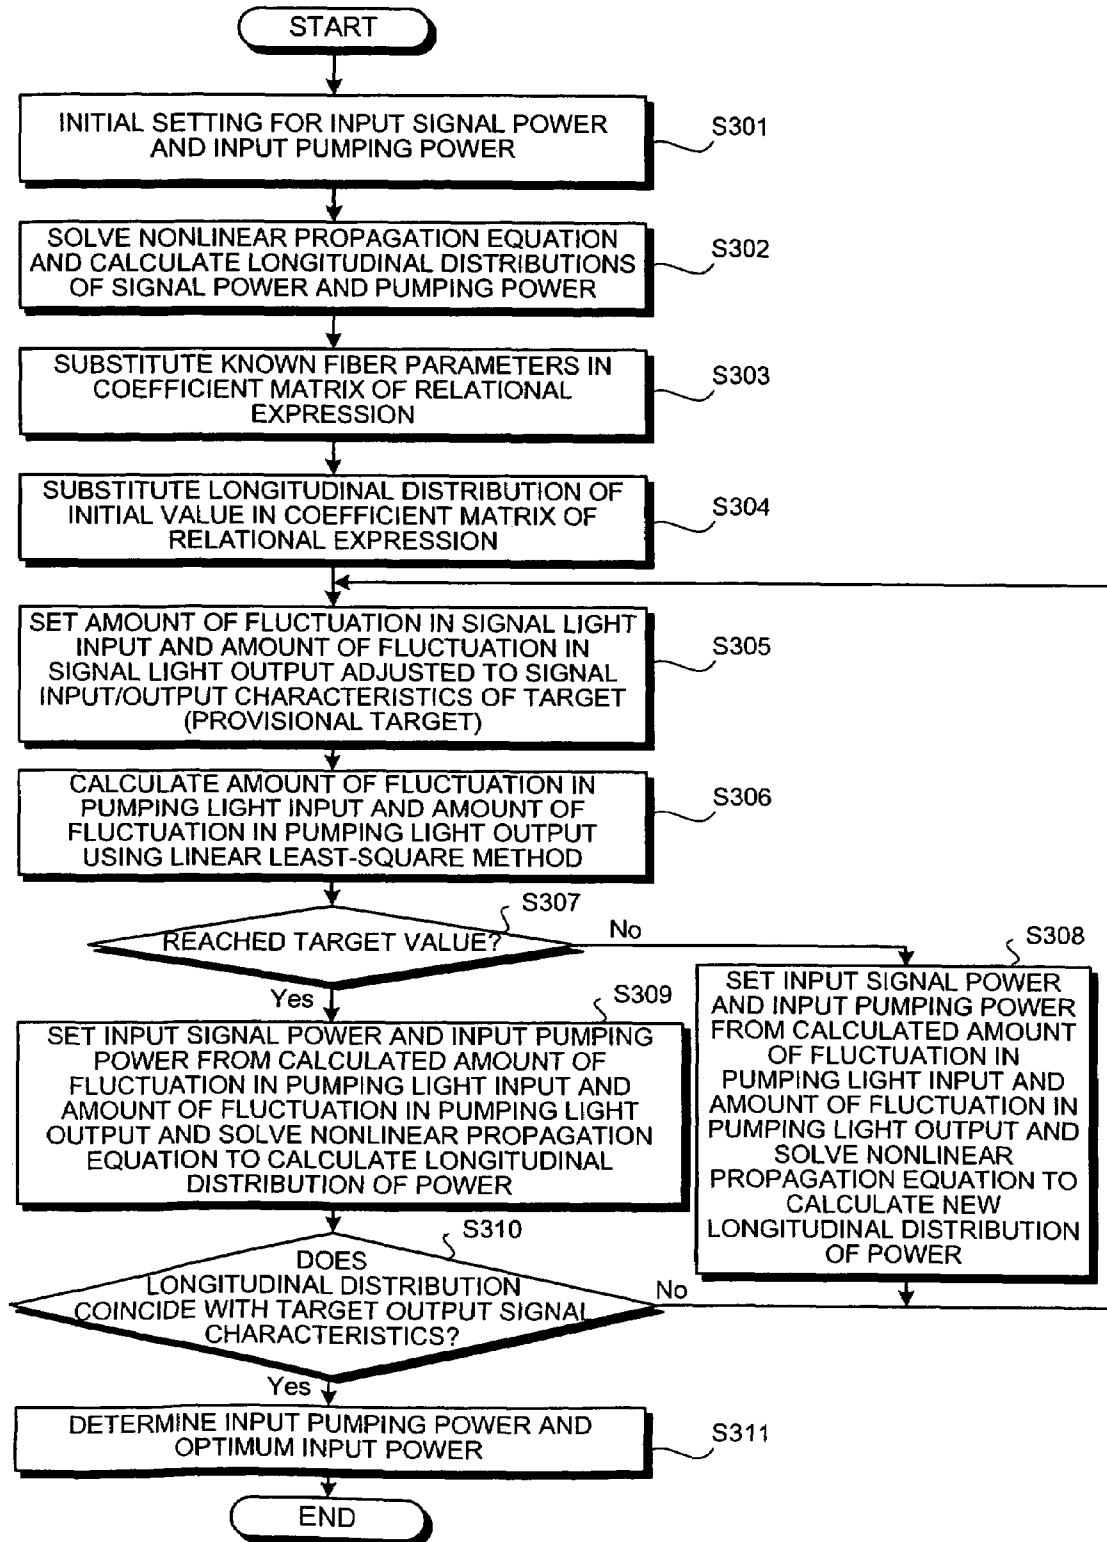 START
INITIAL SETTING FOR INPUT SIGNAL POWER
AND INPUT PUMPING POWER
S301
SOLVE NONLINEAR PROPAGATION EQUATION
AND CALCULATE LONGITUDINAL DISTRIBUTIONS
OF SIGNAL POWER AND PUMPING POWER
S302
SUBSTITUTE KNOWN FIBER PARAMETERS IN
COEFFICIENT MATRIX OF RELATIONAL
EXPRESSION
S303
SUBSTITUTE LONGITUDINAL DISTRIBUTION OF
INITIAL VALUE IN COEFFICIENT MATRIX OF
RELATIONAL EXPRESSION
S304
SET AMOUNT OF FLUCTUATION IN SIGNAL LIGHT
INPUT AND AMOUNT OF FLUCTUATION IN
SIGNAL LIGHT OUTPUT ADJUSTED TO SIGNAL
INPUT/OUTPUT CHARACTERISTICS OF TARGET
(PROVISIONAL TARGET)
S305
CALCULATE AMOUNT OF FLUCTUATION IN
PUMPING LIGHT INPUT AND AMOUNT OF
FLUCTUATION IN PUMPING LIGHT OUTPUT
USING LINEAR LEAST-SQUARE METHOD
S306
S307
REACHED TARGET VALUE?
No
Yes
S308
SET INPUT SIGNAL POWER
AND INPUT PUMPING POWER
FROM CALCULATED AMOUNT
OF FLUCTUATION IN
PUMPING LIGHT INPUT AND
AMOUNT OF FLUCTUATION IN
PUMPING LIGHT OUTPUT AND
SOLVE NONLINEAR
PROPAGATION EQUATION TO
CALCULATE NEW
LONGITUDINAL DISTRIBUTION
OF POWER
S309
SET INPUT SIGNAL POWER AND INPUT PUMPING
POWER FROM CALCULATED AMOUNT OF
FLUCTUATION IN PUMPING LIGHT INPUT AND
AMOUNT OF FLUCTUATION IN PUMPING LIGHT
OUTPUT AND SOLVE NONLINEAR PROPAGATION
EQUATION TO CALCULATE LONGITUDINAL
DISTRIBUTION OF POWER
S310
DOES
LONGITUDINAL DISTRIBUTION
COINCIDE WITH TARGET OUTPUT SIGNAL
CHARACTERISTICS?
No
Yes
DETERMINE INPUT PUMPING POWER AND
OPTIMUM INPUT POWER
S311
END